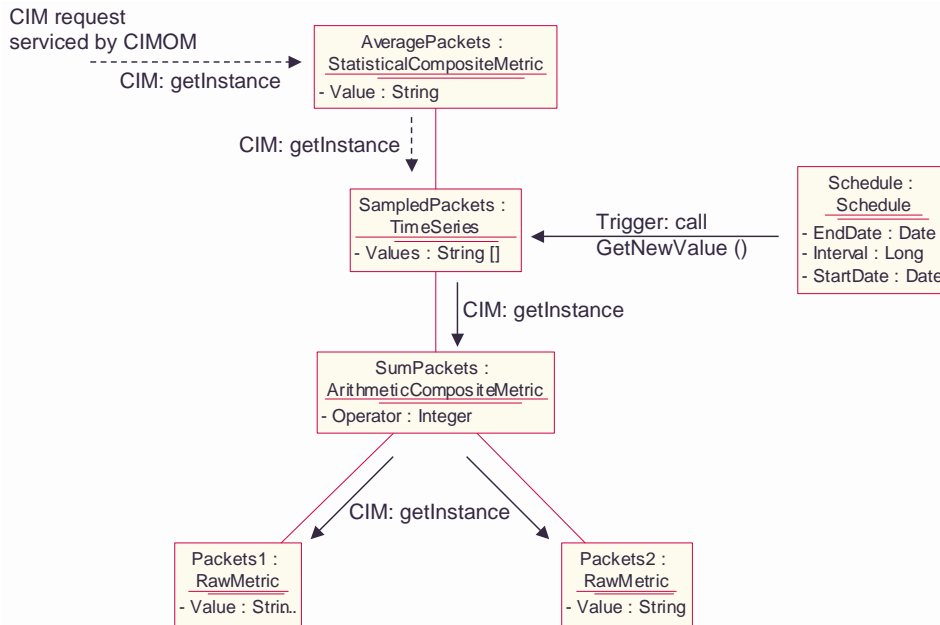 CIM request
serviced by CIMOM
CIM: getInstance
AveragePackets :
StatisticalCompositeMetric
- Value : String
CIM: getInstance
SampledPackets :
TimeSeries
- Values : String []
Trigger: call
GetNewValue ()
Schedule :
Schedule
- EndDate : Date
- Interval : Long
- StartDate : Date
CIM: getInstance
SumPackets :
ArithmeticCompositeMetric
- Operator : Integer
CIM: getInstance
Packets1 :
RawMetric
- Value : Strin..
Packets2 :
RawMetric
- Value : String